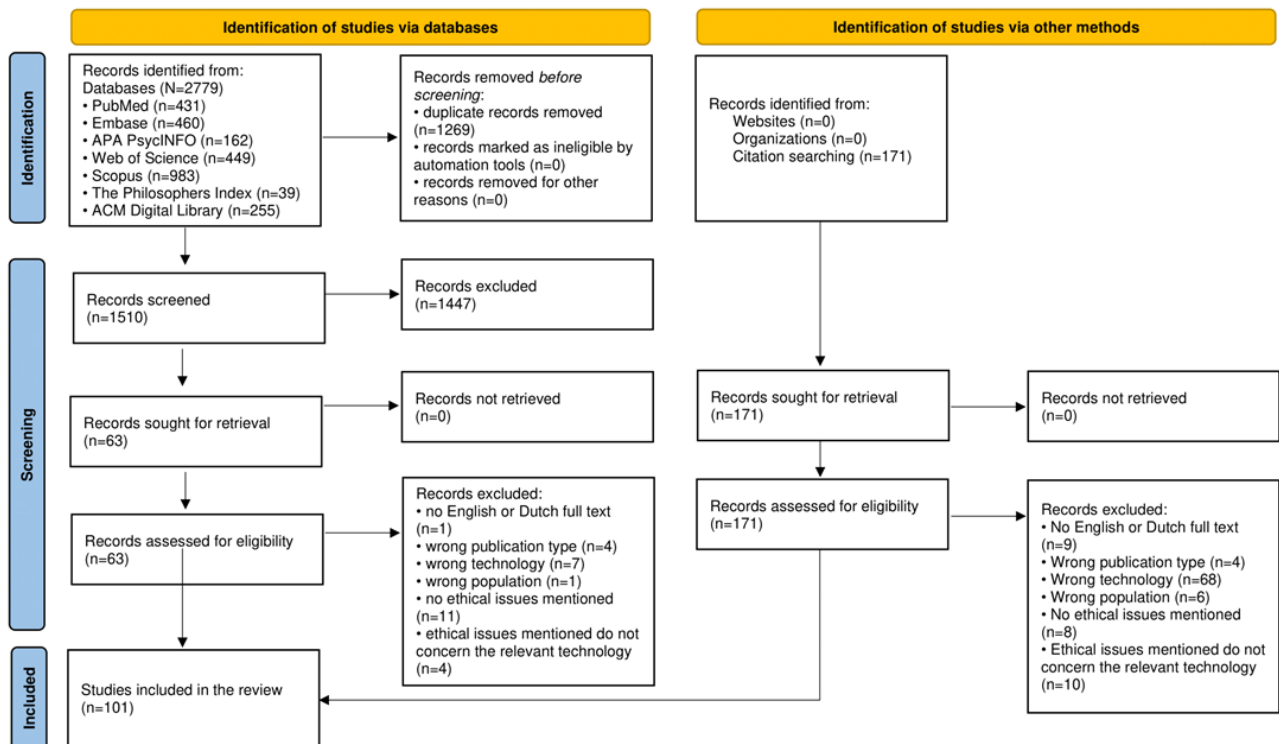 Identification of studies via databases
Identification of studies via other methods
Identification
Records identified from:
Databases (N=2779)
• PubMed (n=431)
• Embase (n=460)
• APA PsycINFO (n=162)
• Web of Science (n=449)
• Scopus (n=983)
• The Philosophers Index (n=39)
• ACM Digital Library (n=255)
Records removed before
screening:
• duplicate records removed
(n=1269)
• records marked as ineligible by
automation tools (n=0)
• records removed for other
reasons (n=0)
Records identified from:
Websites (n=0)
Organizations (n=0)
Citation searching (n=171)
Screening
Records screened
(n=1510)
Records excluded
(n=1447)
Records sought for retrieval
(n=63)
Records not retrieved
(n=0)
Records sought for retrieval
(n=171)
Records not retrieved
(n=0)
Records assessed for eligibility
(n=63)
Records excluded:
• no English or Dutch full text
(n=1)
• wrong publication type (n=4)
• wrong technology (n=7)
• wrong population (n=1)
• no ethical issues mentioned
(n=11)
• ethical issues mentioned do not
concern the relevant technology
(n=4)
Records assessed for eligibility
(n=171)
Records excluded:
• No English or Dutch full text
(n=9)
• Wrong publication type (n=4)
• Wrong technology (n=68)
• Wrong population (n=6)
• No ethical issues mentioned
(n=8)
• Ethical issues mentioned do not
concern the relevant technology
(n=10)
Included
Studies included in the review
(n=101)